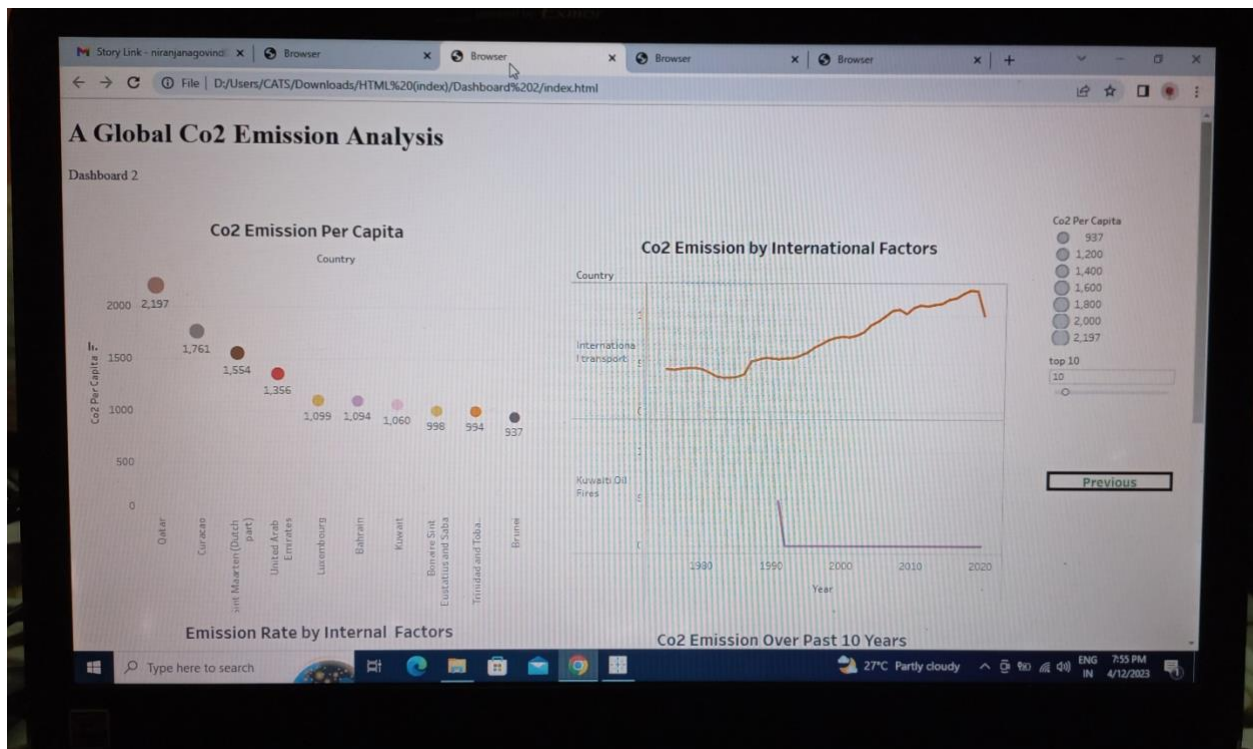 Story Link - niranjanagovind
Browser
Browser
Browser
Browser
File
D:/Users/CATS/Downloads/HTML%20(index)/Dashboard%202/index.html
A Global Co2 Emission Analysis
Dashboard 2
Co2 Emission Per Capita
Country
Co2 Per Capita
2000
1500
1000
500
0
2,197
1,761
1,554
1,356
1,099
1,094
1,060
998
994
937
Qatar
Curacao
Sint Maarten (Dutch
part)
United Arab
Emirates
Luxembourg
Bahrain
Kuwait
Bonaire Sint
Eustatius and Saba
Trinidad and Toba..
Brunei
Co2 Emission by International Factors
Country
Internationa
l transport
Kuwaiti Oil
Fires
1980
1990
2000
2010
2020
Year
Co2 Per Capita
937
1,200
1,400
1,600
1,800
2,000
2,197
top 10
10
Previous
Emission Rate by Internal Factors
Co2 Emission Over Past 10 Years
Type here to search
27°C Partly cloudy
ENG
IN
7:55 PM
4/12/2023